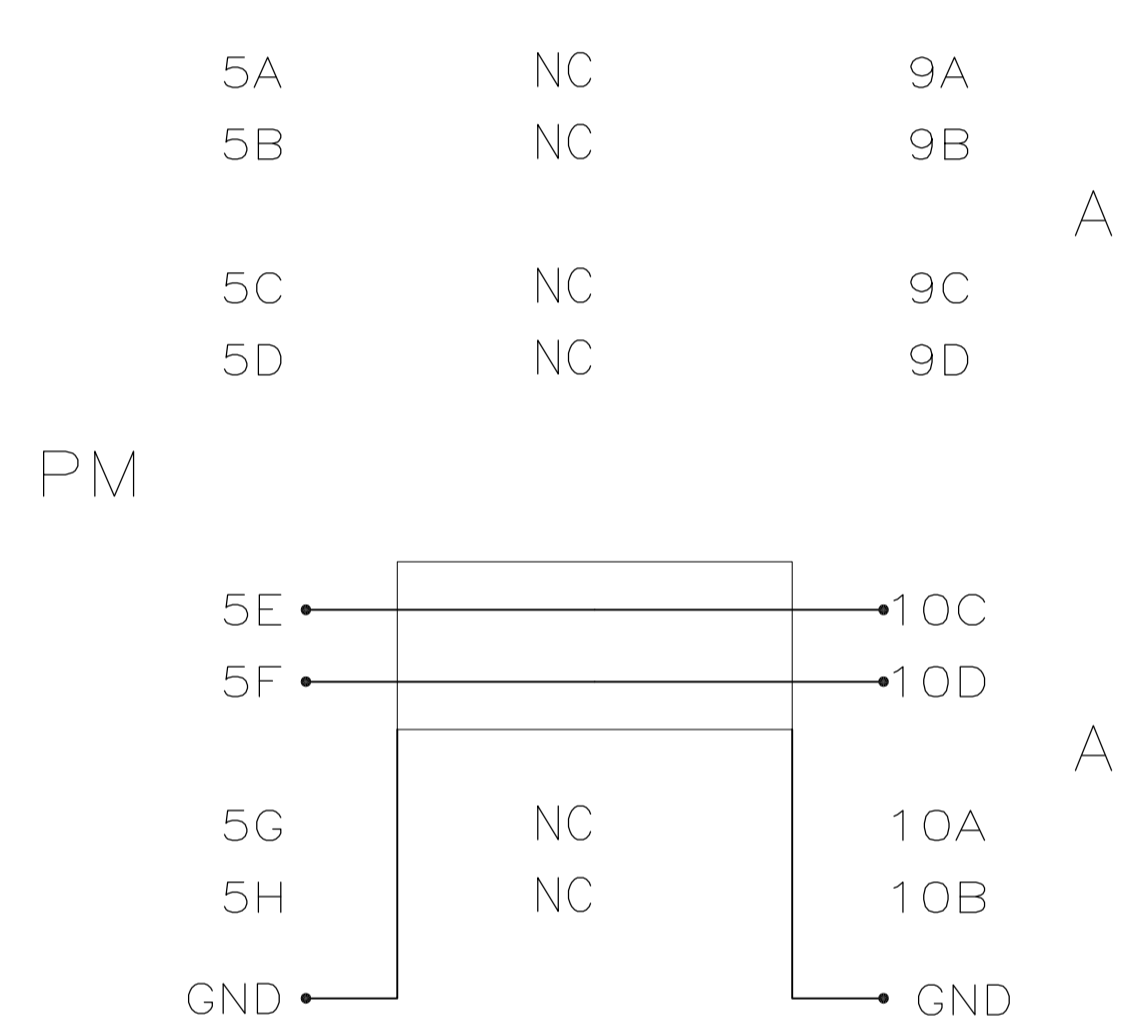 5A NC 9A
5B NC 9B
A
5C NC 9C
5D NC 9D
PM
5E 10C
5F 10D
A
5G NC 10A
5H NC 10B
GND GND